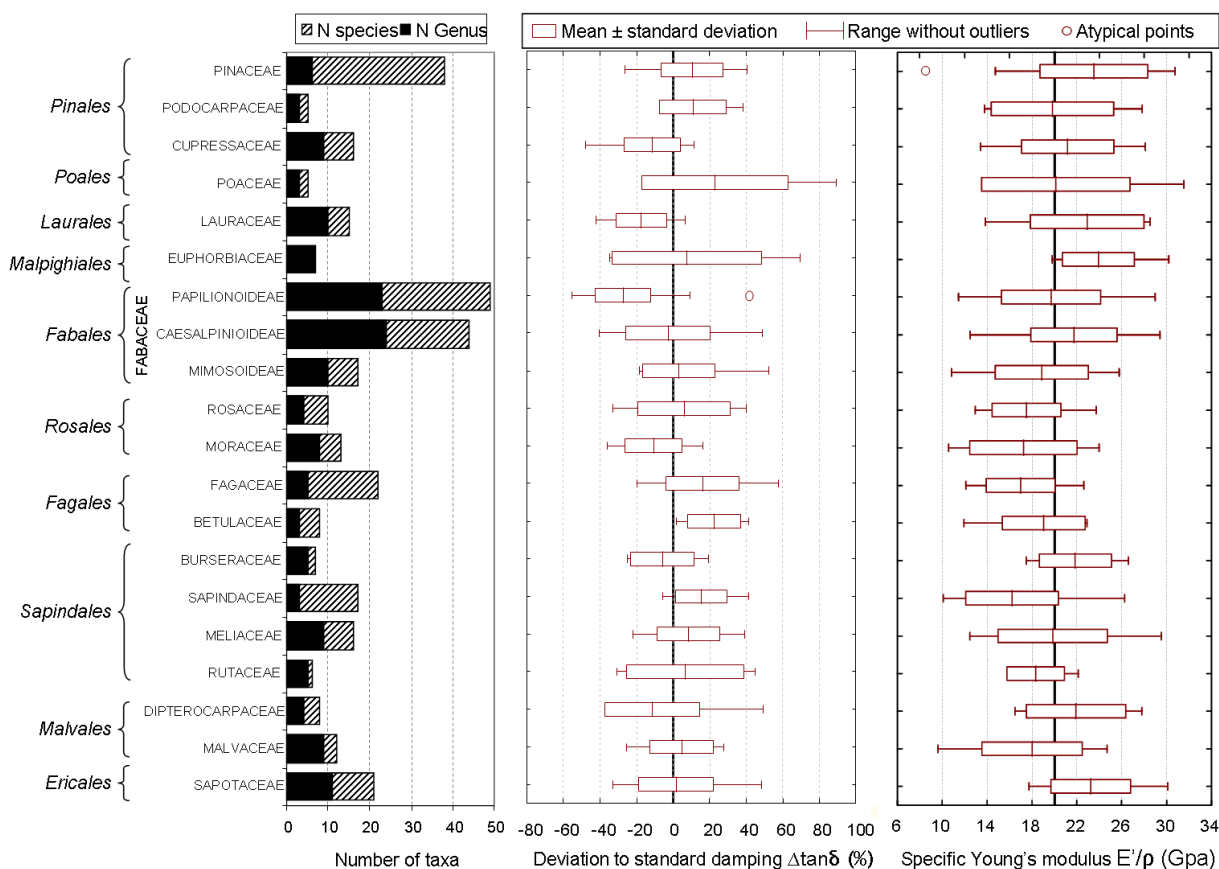 N species N Genus
Mean ± standard deviation Range without outliers Atypical points
Pinales
PINACEAE
PODOCARPACEAE
CUPRESSACEAE
Poales
POACEAE
Laurales
LAURACEAE
Malpighiales
EUPHORBIACEAE
Fabales
FABACEAE
PAPILIONOIDEAE
CAESALPINIOIDEAE
MIMOSOIDEAE
Rosales
ROSACEAE
MORACEAE
Fagales
FAGACEAE
BETULACEAE
Sapindales
BURSERACEAE
SAPINDACEAE
MELIACEAE
RUTACEAE
Malvales
DIPTEROCARPACEAE
MALVACEAE
Ericales
SAPOTACEAE
0 10 20 30 40 50
Number of taxa
-80 -60 -40 -20 0 20 40 60 80 100
Deviation to standard damping Δtanδ (%)
6 10 14 18 22 26 30 34
Specific Young's modulus E'/ρ (Gpa)